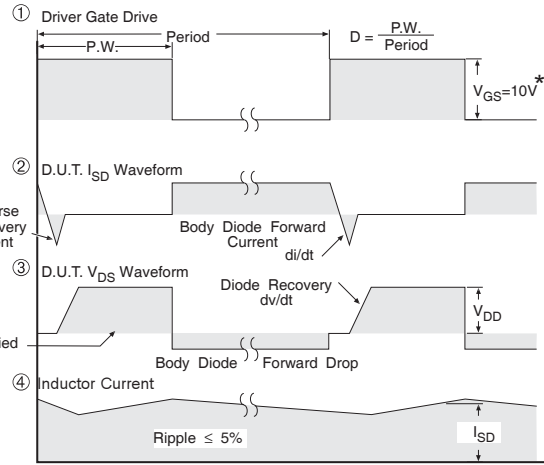 ① Driver Gate Drive
P.W.
Period
D = P.W.
Period
VGS=10V*
② D.U.T. ISD Waveform
Body Diode Forward
Current
di/dt
③ D.U.T. VDS Waveform
Diode Recovery
dv/dt
VDD
Body Diode Forward Drop
④ Inductor Current
Ripple ≤ 5%
ISD